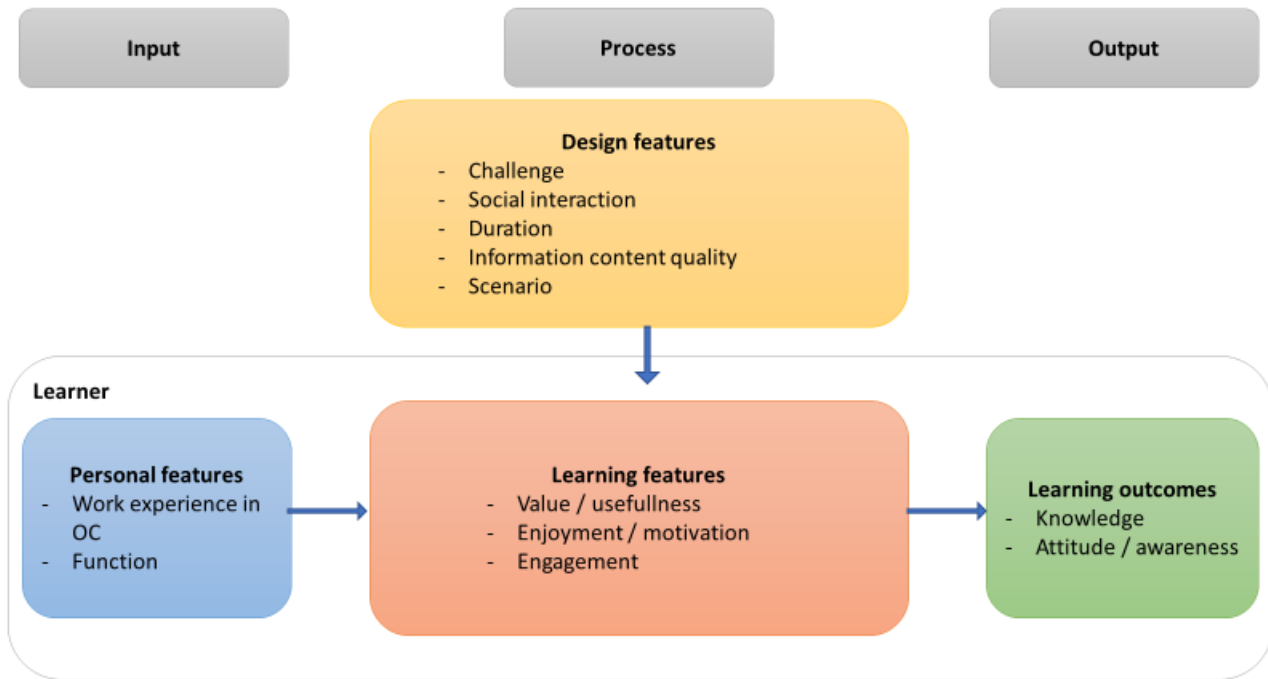 Input
Process
Output
Design features
- Challenge
- Social interaction
- Duration
- Information content quality
- Scenario
Learner
Personal features
- Work experience in
OC
- Function
Learning features
- Value / usefullness
- Enjoyment / motivation
- Engagement
Learning outcomes
- Knowledge
- Attitude / awareness